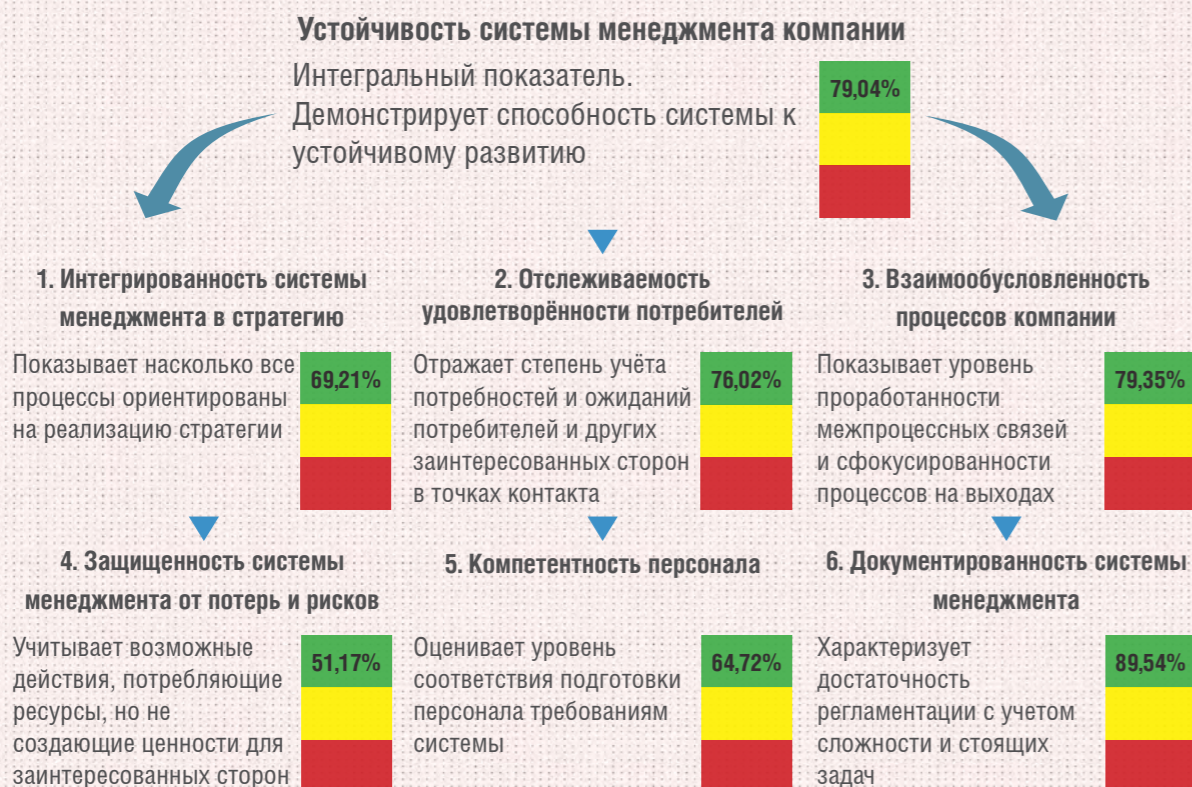 Устойчивость системы менеджмента компании
Интегральный показатель.
Демонстрирует способность системы к
устойчивому развитию
79,04%
1. Интегрированность системы
менеджмента в стратегию
Показывает насколько все
процессы ориентированы
на реализацию стратегии
69,21%
2. Отслеживаемость
удовлетворённости потребителей
Отражает степень учёта
потребностей и ожиданий
потребителей и других
заинтересованных сторон
в точках контакта
76,02%
3. Взаимообусловленность
процессов компании
Показывает уровень
проработанности
межпроцессных связей
и сфокусированности
процессов на выходах
79,35%
4. Защищенность системы
менеджмента от потерь и рисков
Учитывает возможные
действия, потребляющие
ресурсы, но не
создающие ценности для
заинтересованных сторон
51,17%
5. Компетентность персонала
Оценивает уровень
соответствия подготовки
персонала требованиям
системы
64,72%
6. Документированность системы
менеджмента
Характеризует
достаточность
регламентации с учетом
сложности и стоящих
задач
89,54%